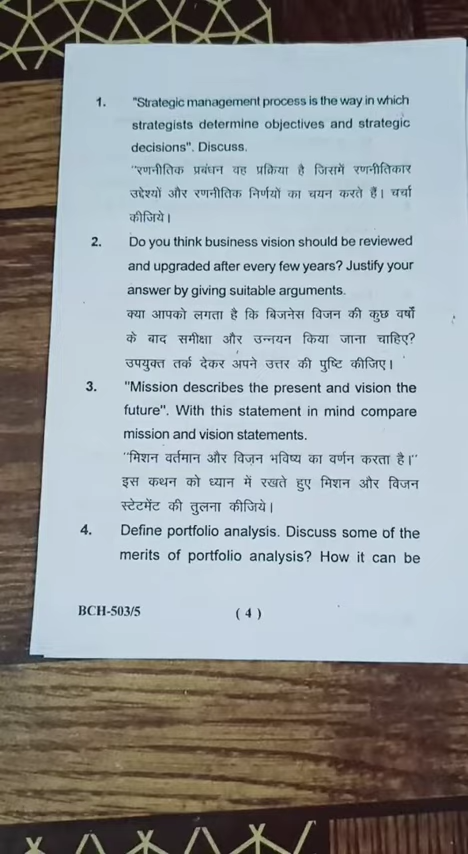 1. "Strategic management process is the way in which
strategists determine objectives and strategic
decisions". Discuss.
"रणनीतिक प्रबंधन वह प्रक्रिया है जिसमें रणनीतिकार
उद्देश्यों और रणनीतिक निर्णयों का चयन करते हैं। चर्चा
कीजिये।
2. Do you think business vision should be reviewed
and upgraded after every few years? Justify your
answer by giving suitable arguments.
क्या आपको लगता है कि बिजनेस विजन की कुछ वर्षों
के बाद समीक्षा और उन्नयन किया जाना चाहिए?
उपयुक्त तर्क देकर अपने उत्तर की पुष्टि कीजिए।
3. "Mission describes the present and vision the
future". With this statement in mind compare
mission and vision statements.
"मिशन वर्तमान और विज़न भविष्य का वर्णन करता है।"
इस कथन को ध्यान में रखते हुए मिशन और विजन
स्टेटमेंट की तुलना कीजिये।
4. Define portfolio analysis. Discuss some of the
merits of portfolio analysis? How it can be
BCH-503/5 ( 4 )